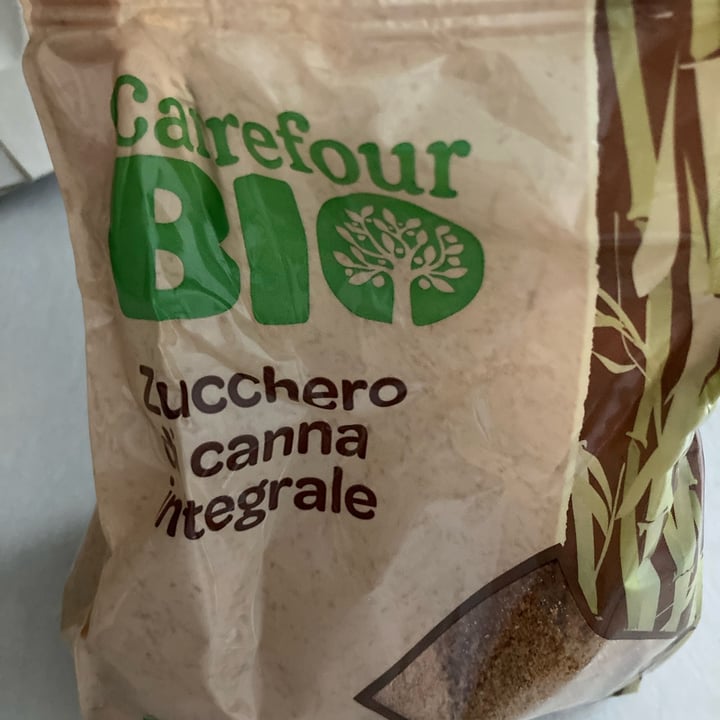 Carrefour
BIO
Zucchero
di canna
integrale